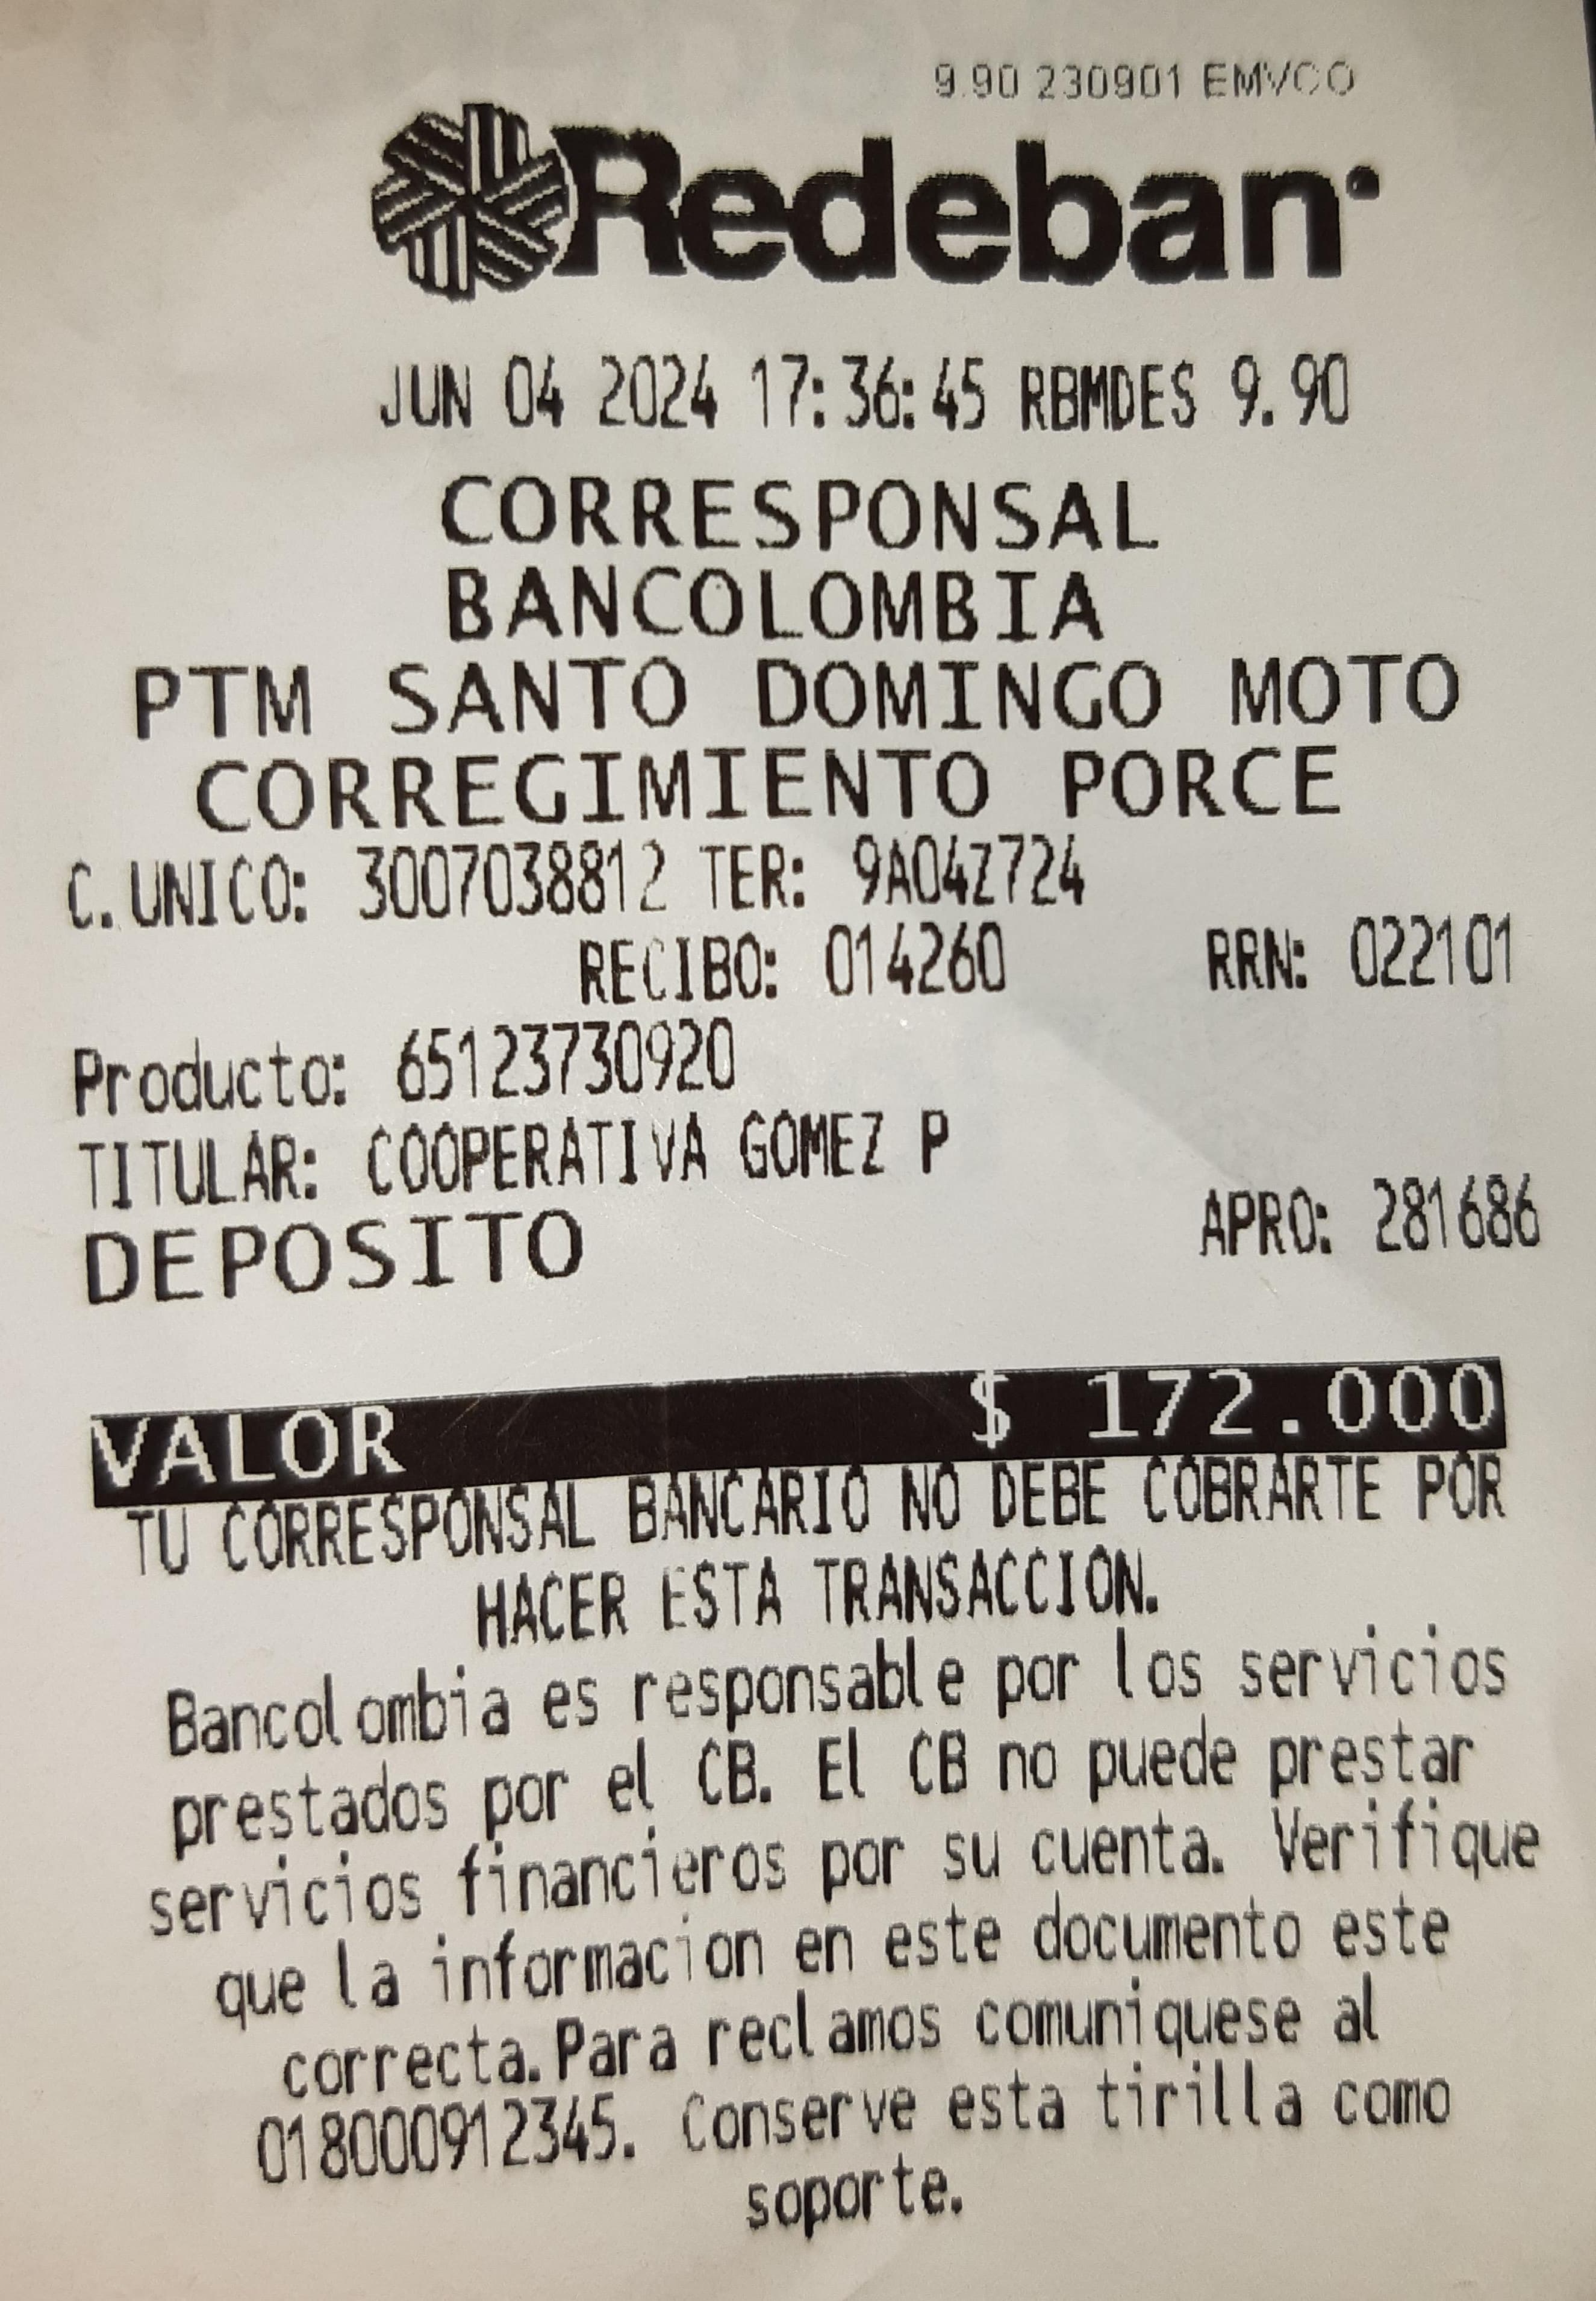 9.90 230901 EMVCO
Redeban
JUN 04 2024 17:36:45 RBMDES 9.90
CORRESPONSAL
BANCOLOMBIA
PTM SANTO DOMINGO MOTO
CORREGIMIENTO PORCE
C.UNICO: 3007038812 TER: 9A04Z724
RECIBO: 014260 RRN: 022101
Producto: 65123730920
TITULAR: COOPERATIVA GOMEZ P
DEPOSITO APRO: 281686
VALOR $ 172.000
TU CORRESPONSAL BANCARIO NO DEBE COBRARTE POR
HACER ESTA TRANSACCION.
Bancolombia es responsable por los servicios
prestados por el CB. El CB no puede prestar
servicios financieros por su cuenta. Verifique
que la informacion en este documento este
correcta.Para reclamos comuniquese al
018000912345. Conserve esta tirilla como
soporte.